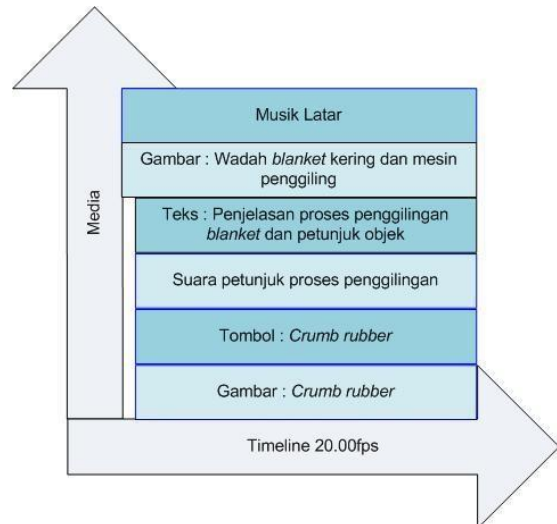 Media
Musik Latar
Gambar : Wadah blanket kering dan mesin
penggiling
Teks : Penjelasan proses penggilingan
blanket dan petunjuk objek
Suara petunjuk proses penggilingan
Tombol : Crumb rubber
Gambar : Crumb rubber
Timeline 20.00fps